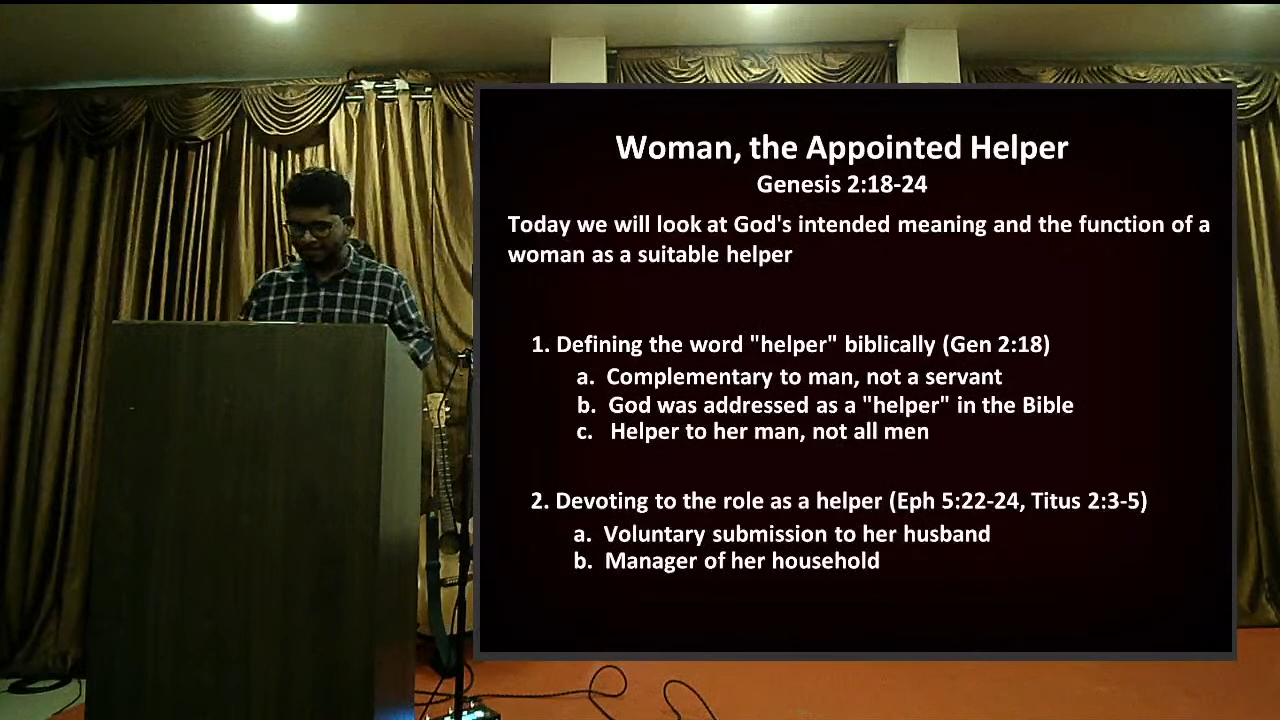 Woman, the Appointed Helper
Genesis 2:18-24
Today we will look at God's intended meaning and the function of a
woman as a suitable helper
1. Defining the word "helper" biblically (Gen 2:18)
a. Complementary to man, not a servant
b. God was addressed as a "helper" in the Bible
c. Helper to her man, not all men
2. Devoting to the role as a helper (Eph 5:22-24, Titus 2:3-5)
a. Voluntary submission to her husband
b. Manager of her household